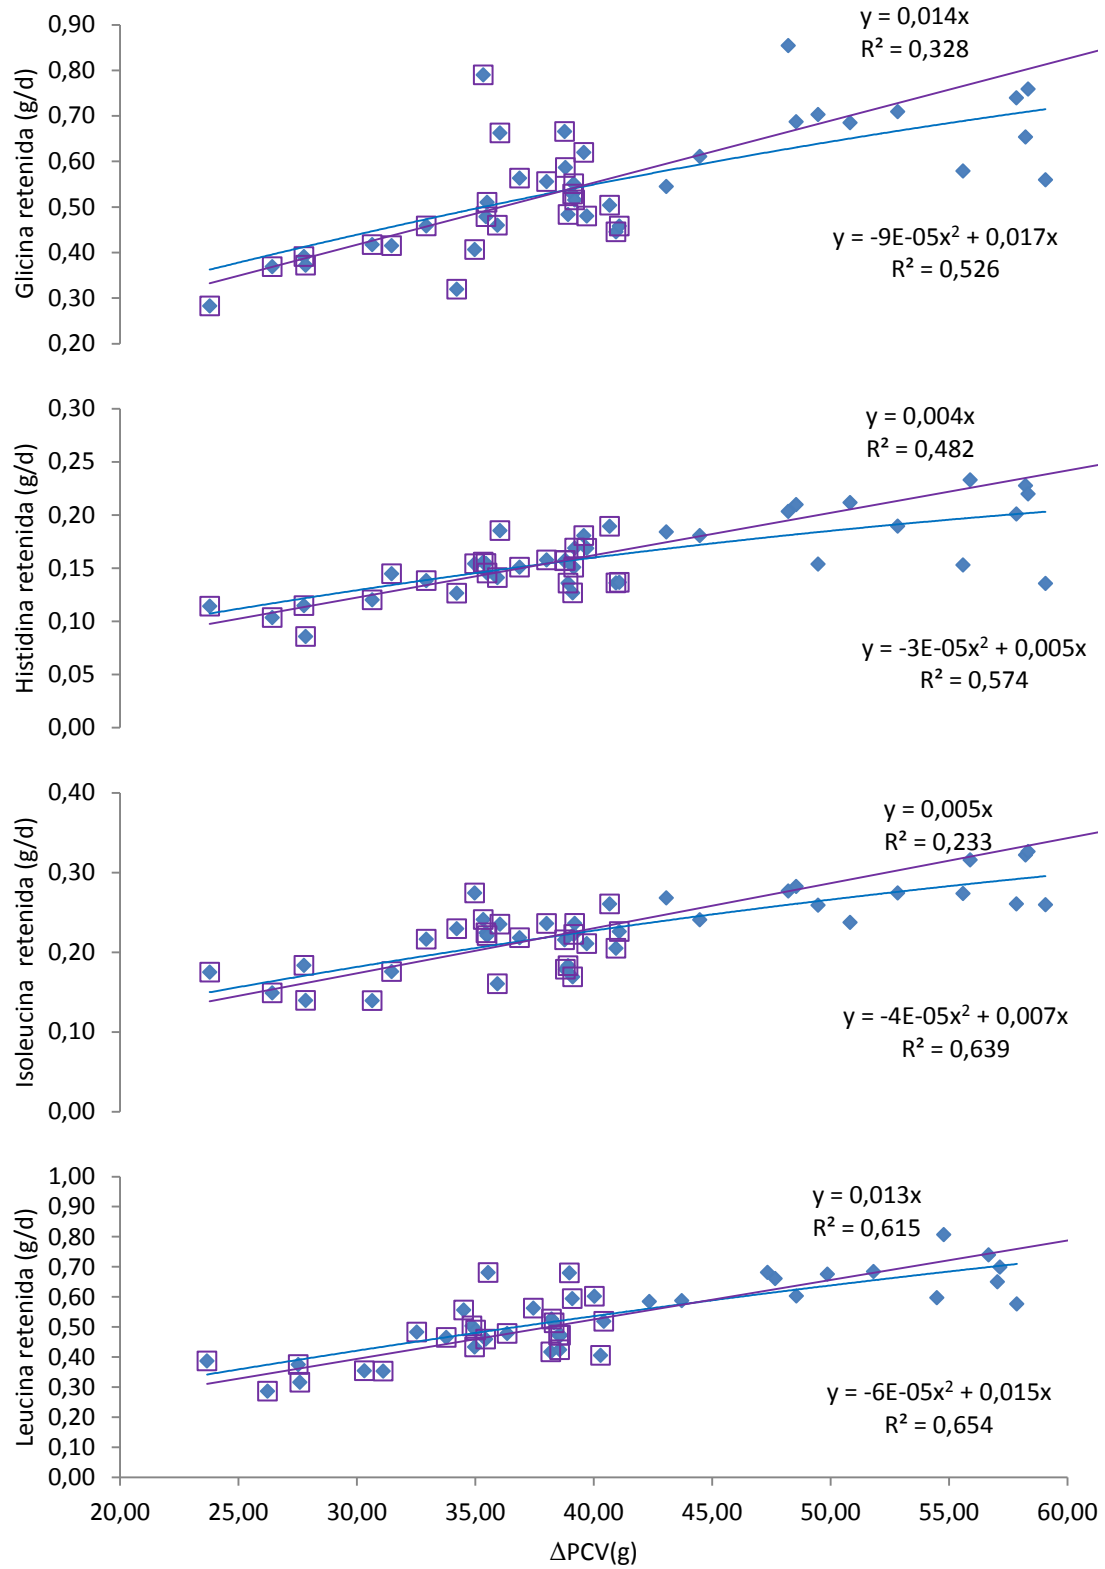 0,90
0,80
0,70
0,60
0,50
0,40
0,30
0,20
Glicina retenida (g/d)
y = 0,014x
R² = 0,328
y = -9E-05x² + 0,017x
R² = 0,526
0,30
0,25
0,20
0,15
0,10
0,05
0,00
Histidina retenida (g/d)
y = 0,004x
R² = 0,482
y = -3E-05x² + 0,005x
R² = 0,574
0,40
0,30
0,20
0,10
0,00
Isoleucina retenida (g/d)
y = 0,005x
R² = 0,233
y = -4E-05x² + 0,007x
R² = 0,639
1,00
0,90
0,80
0,70
0,60
0,50
0,40
0,30
0,20
0,10
0,00
Leucina retenida (g/d)
y = 0,013x
R² = 0,615
y = -6E-05x² + 0,015x
R² = 0,654
20,00 25,00 30,00 35,00 40,00 45,00 50,00 55,00 60,00
ΔPCV(g)